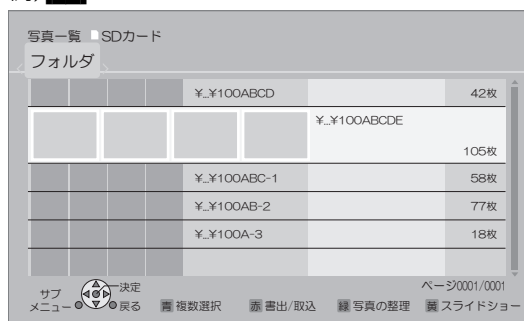 写真一覧 SDカード
フォルダ
¥...¥100ABCD 42枚
¥...¥100ABCDE
105枚
¥...¥100ABC-1 58枚
¥...¥100AB-2 77枚
¥...¥100A-3 18枚
ページ0001/0001
サブメニュー 決定
戻る 青 複数選択 赤 書出/取込 緑 写真の整理 黄 スライドショー